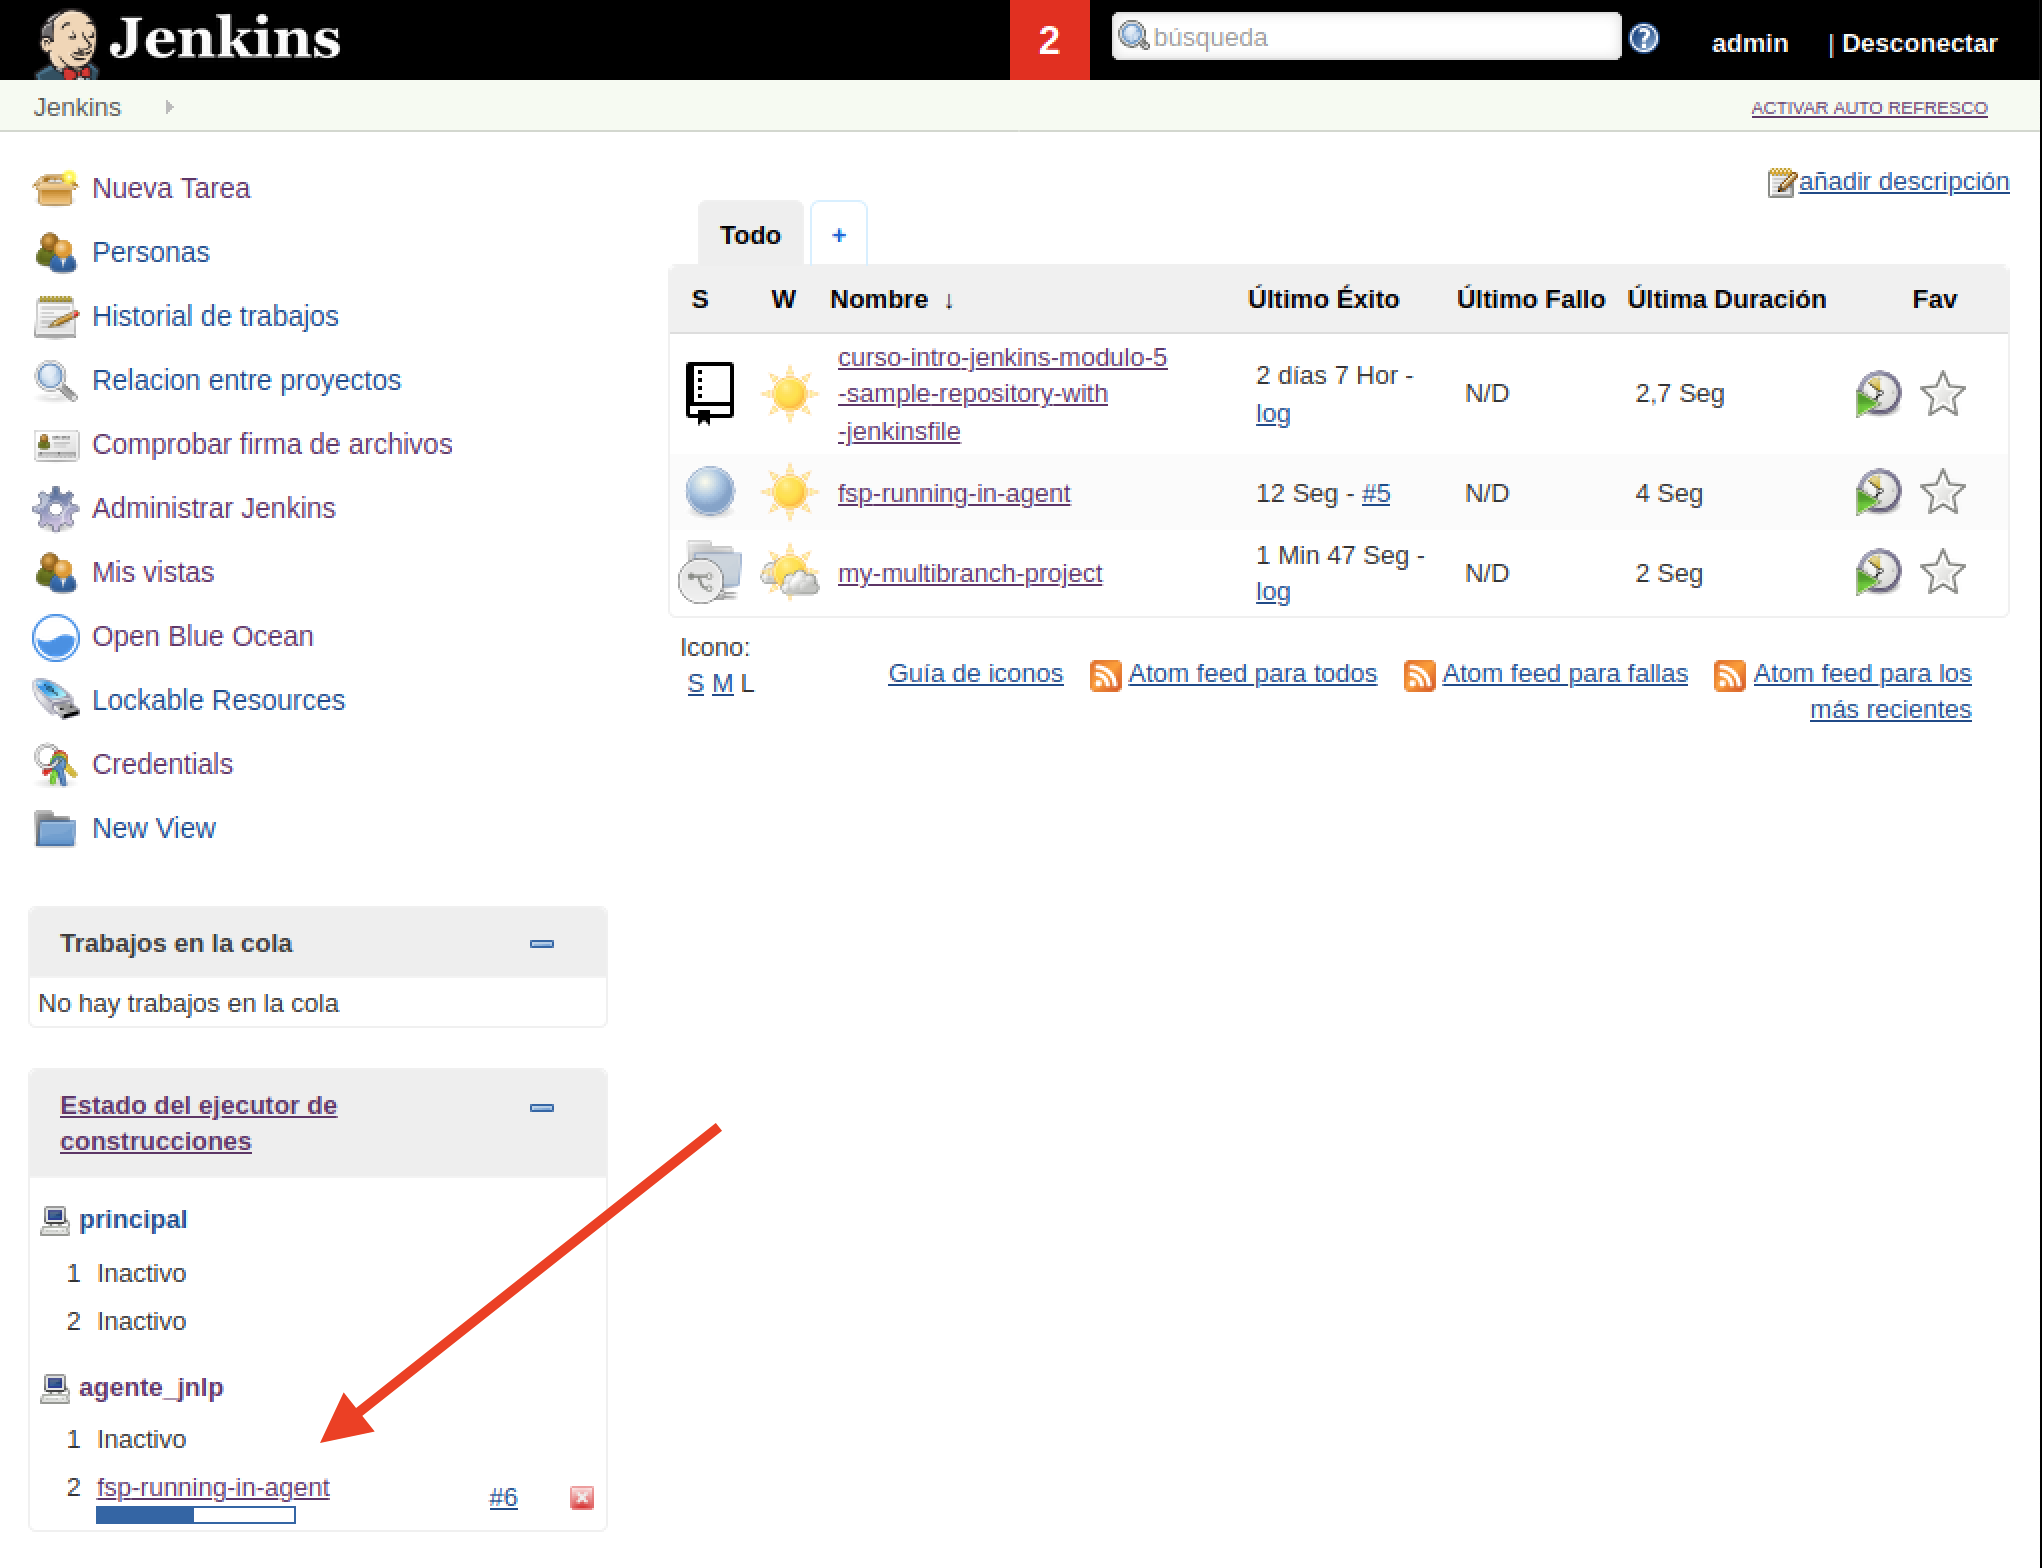 Jenkins
2
búsqueda
admin
| Desconectar
Jenkins
ACTIVAR AUTO REFRESCO
Nueva Tarea
Personas
Historial de trabajos
Relacion entre proyectos
Comprobar firma de archivos
Administrar Jenkins
Mis vistas
Open Blue Ocean
Lockable Resources
Credentials
New View
añadir descripción
Todo
+
S W Nombre ↓ Último Éxito Último Fallo Última Duración Fav
curso-intro-jenkins-modulo-5
-sample-repository-with
-jenkinsfile
2 días 7 Hor -
log
N/D
2,7 Seg
fsp-running-in-agent
12 Seg - #5
N/D
4 Seg
my-multibranch-project
1 Min 47 Seg -
log
N/D
2 Seg
Icono:
S M L
Guía de iconos
Atom feed para todos
Atom feed para fallas
Atom feed para los
más recientes
Trabajos en la cola
No hay trabajos en la cola
Estado del ejecutor de
construcciones
principal
1 Inactivo
2 Inactivo
agente_jnlp
1 Inactivo
2 fsp-running-in-agent #6